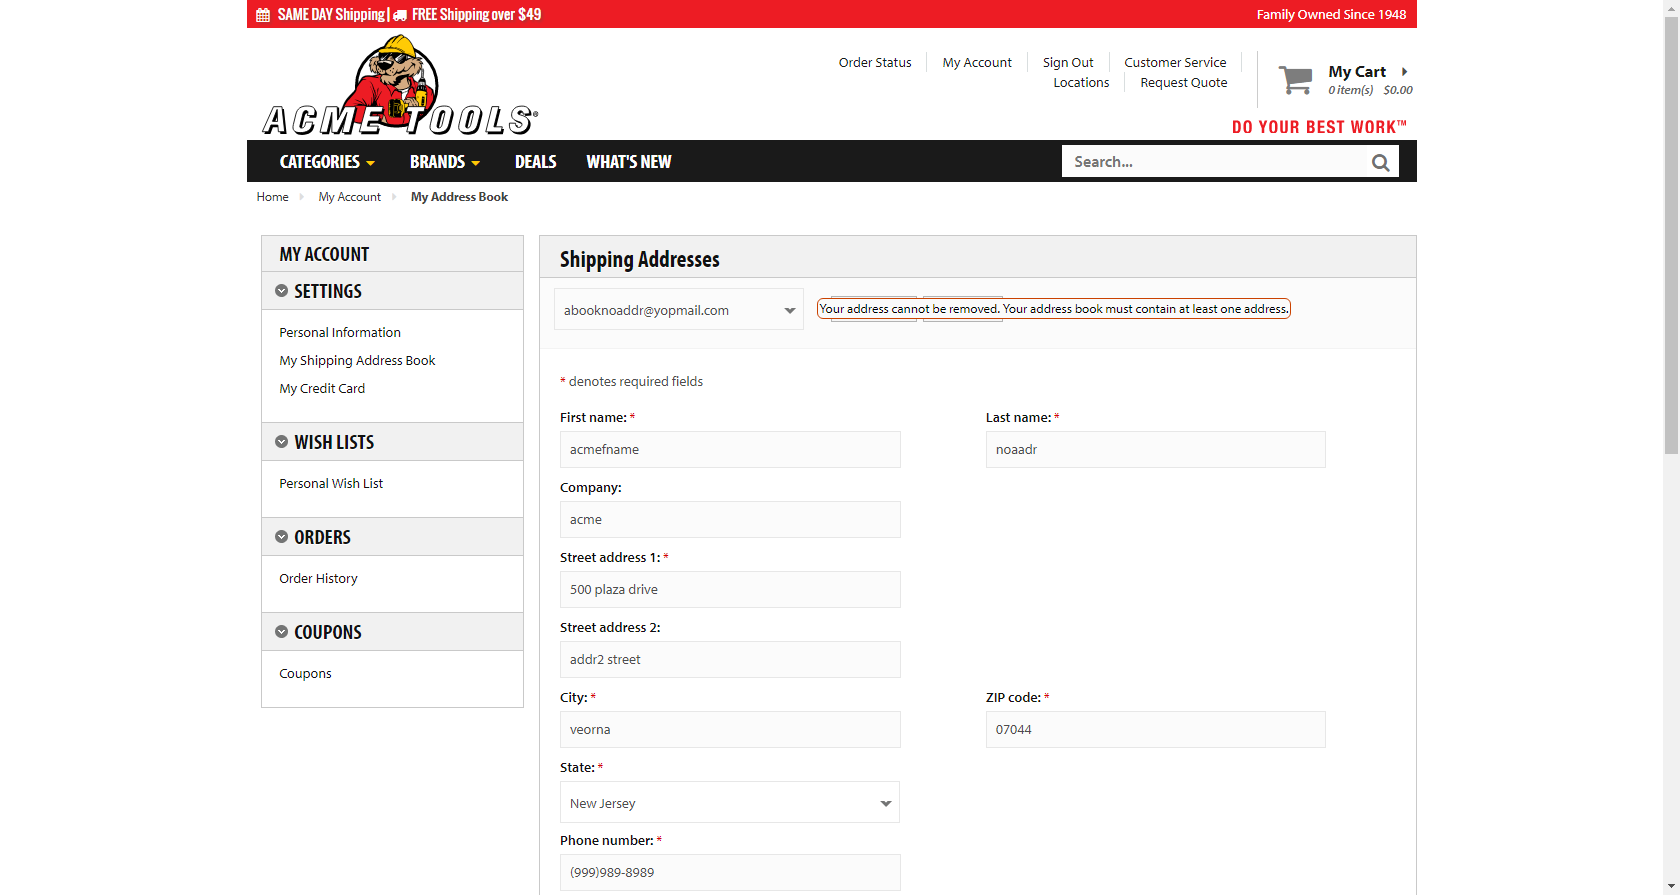 SAME DAY Shipping | FREE Shipping over $49
Family Owned Since 1948
ACME TOOLS®
Order Status
My Account
Sign Out
Customer Service
Locations
Request Quote
My Cart
0 item(s) $0.00
DO YOUR BEST WORK™
CATEGORIES
BRANDS
DEALS
WHAT'S NEW
Search...
Home
My Account
My Address Book
MY ACCOUNT
SETTINGS
Personal Information
My Shipping Address Book
My Credit Card
WISH LISTS
Personal Wish List
ORDERS
Order History
COUPONS
Coupons
Shipping Addresses
abooknoaddr@yopmail.com
Your address cannot be removed. Your address book must contain at least one address.
* denotes required fields
First name: *
Last name: *
acmefname
noaadr
Company:
acme
Street address 1: *
500 plaza drive
Street address 2:
addr2 street
City: *
ZIP code: *
veorna
07044
State: *
New Jersey
Phone number: *
(999)989-8989